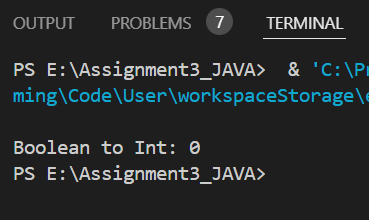 OUTPUT PROBLEMS 7 TERMINAL
PS E:\Assignment3_JAVA>  & 'C:\Pr
ming\Code\User\workspaceStorage\
Boolean to Int: 0
PS E:\Assignment3_JAVA>